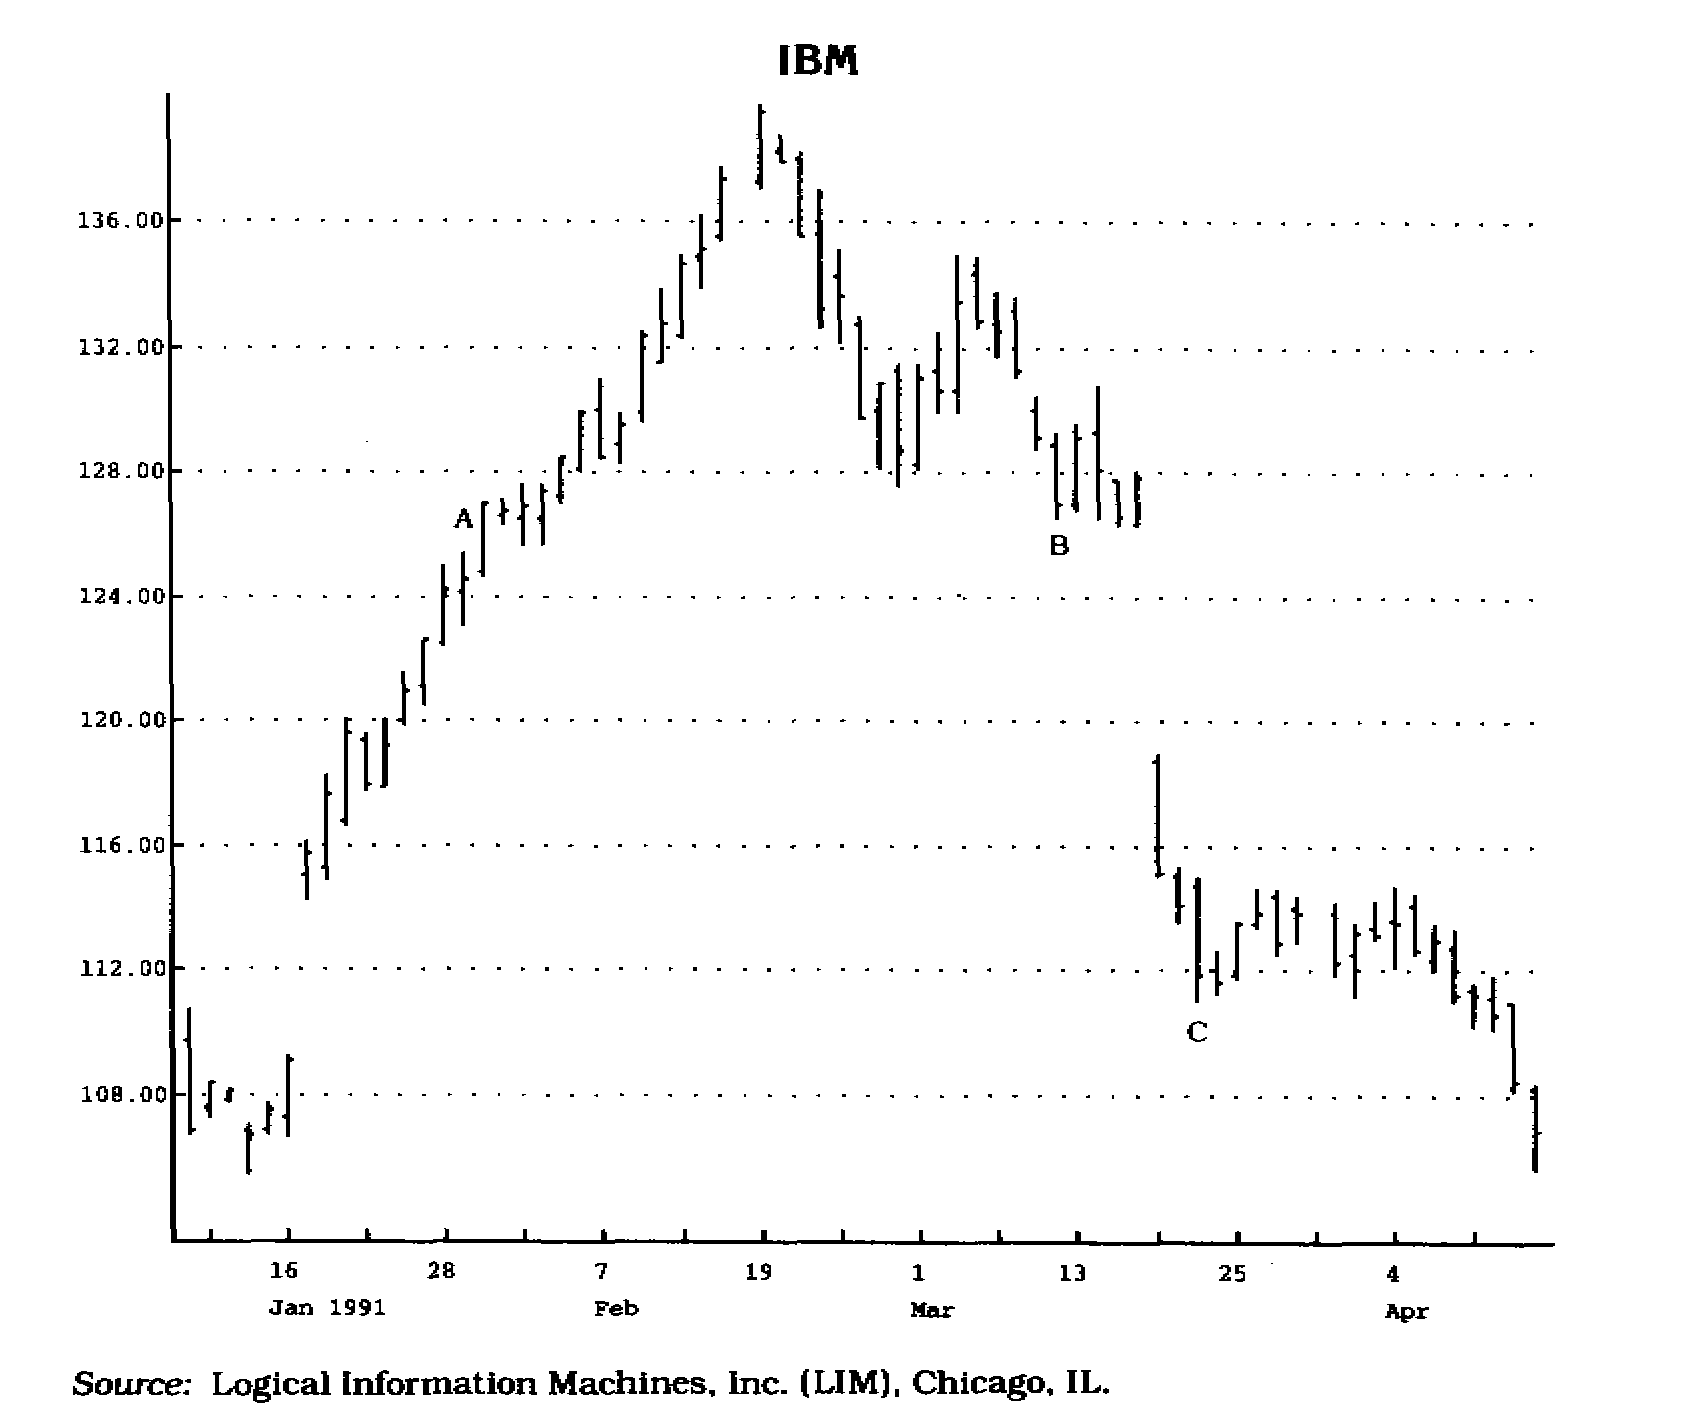 IBM
136.00
132.00
128.00
A
B
124.00
120.00
116.00
112.00
C
108.00
16 28 7 19 1 13 25 4
Jan 1991 Feb Mar Apr
Source: Logical Information Machines, Inc. (LIM), Chicago, IL.